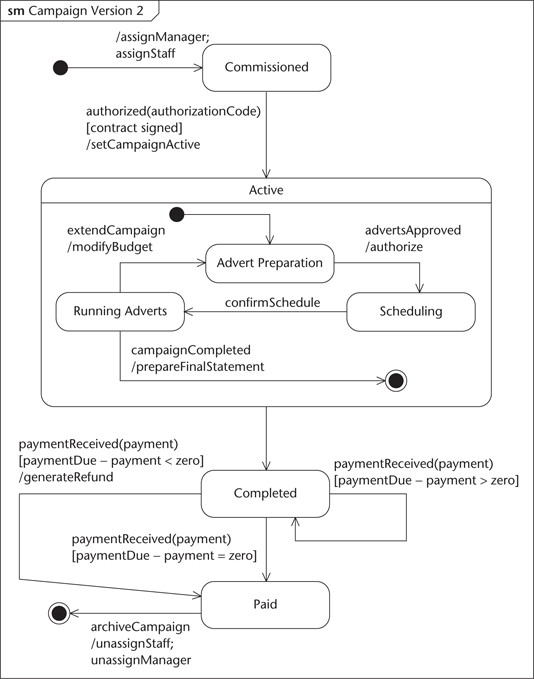 sm Campaign Version 2
/assignManager;
assignStaff
Commissioned
authorized(authorizationCode)
[contract signed]
/setCampaignActive
Active
extendCampaign
/modifyBudget
advertsApproved
/authorize
Advert Preparation
Running Adverts
confirmSchedule
Scheduling
campaignCompleted
/prepareFinalStatement
paymentReceived(payment)
[paymentDue – payment < zero]
/generateRefund
paymentReceived(payment)
[paymentDue – payment > zero]
Completed
paymentReceived(payment)
[paymentDue – payment = zero]
Paid
archiveCampaign
/unassignStaff;
unassignManager